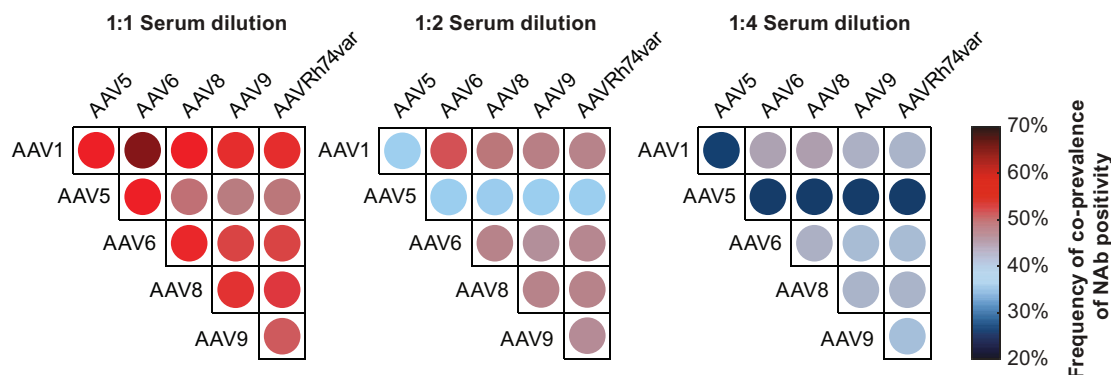 1:1 Serum dilution
AAV5 AAV6 AAV8 AAV9 AAVRh74var
AAV1
AAV5
AAV6
AAV8
AAV9
1:2 Serum dilution
AAV5 AAV6 AAV8 AAV9 AAVRh74var
AAV1
AAV5
AAV6
AAV8
AAV9
1:4 Serum dilution
AAV5 AAV6 AAV8 AAV9 AAVRh74var
AAV1
AAV5
AAV6
AAV8
AAV9
70%
60%
50%
40%
30%
20%
Frequency of co-prevalence
of NAb positivity